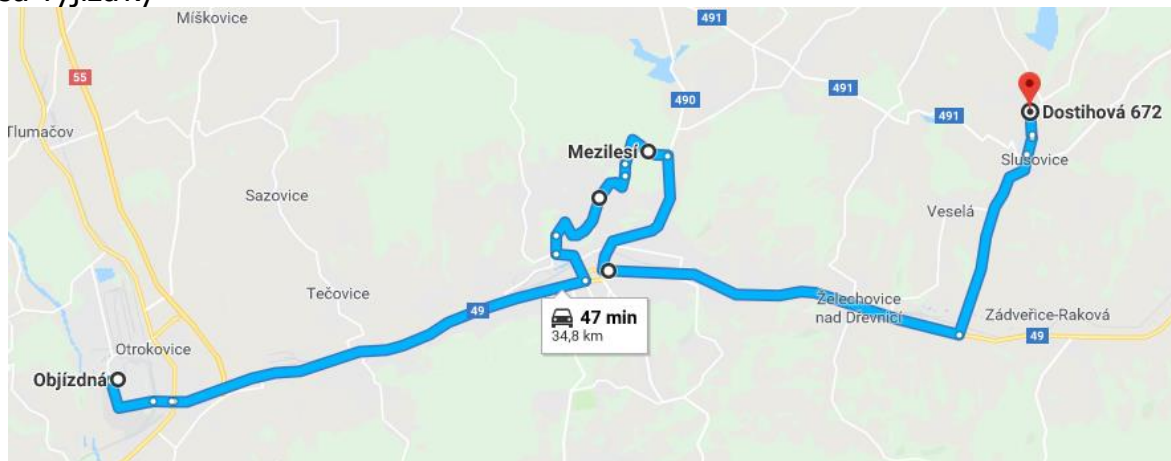 Míškovice
491
55
491
490
491
Dostihová 672
Tlumačov
Mezilesí
Slušovice
Sazovice
Veselá
Tečovice
Želechovice
nad Dřevnicí
Zádveřice-Raková
49
47 min
34,8 km
49
Otrokovice
Objízdná